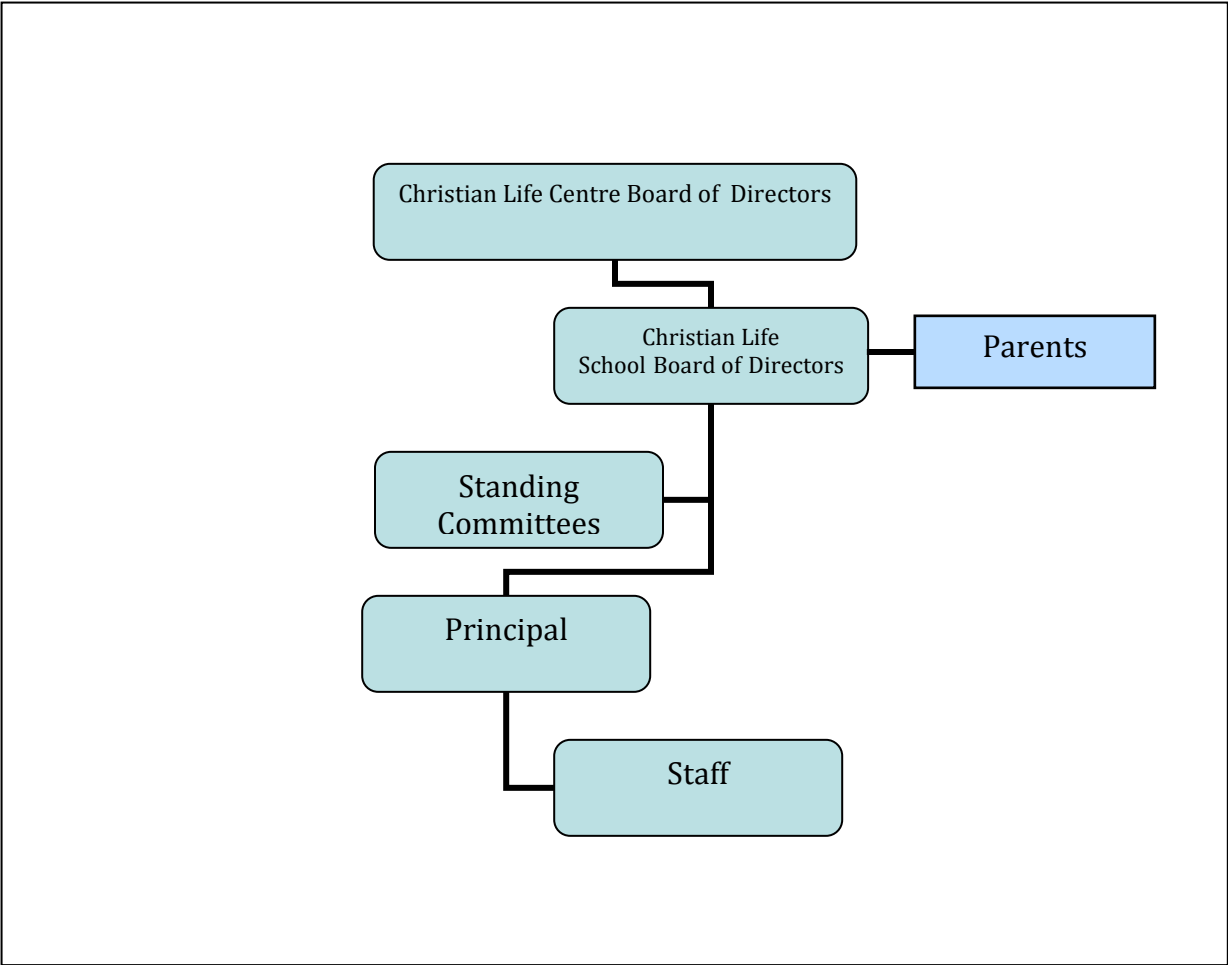 Christian Life Centre Board of  Directors
Christian Life
School Board of Directors
Parents
Standing
Committees
Principal
Staff